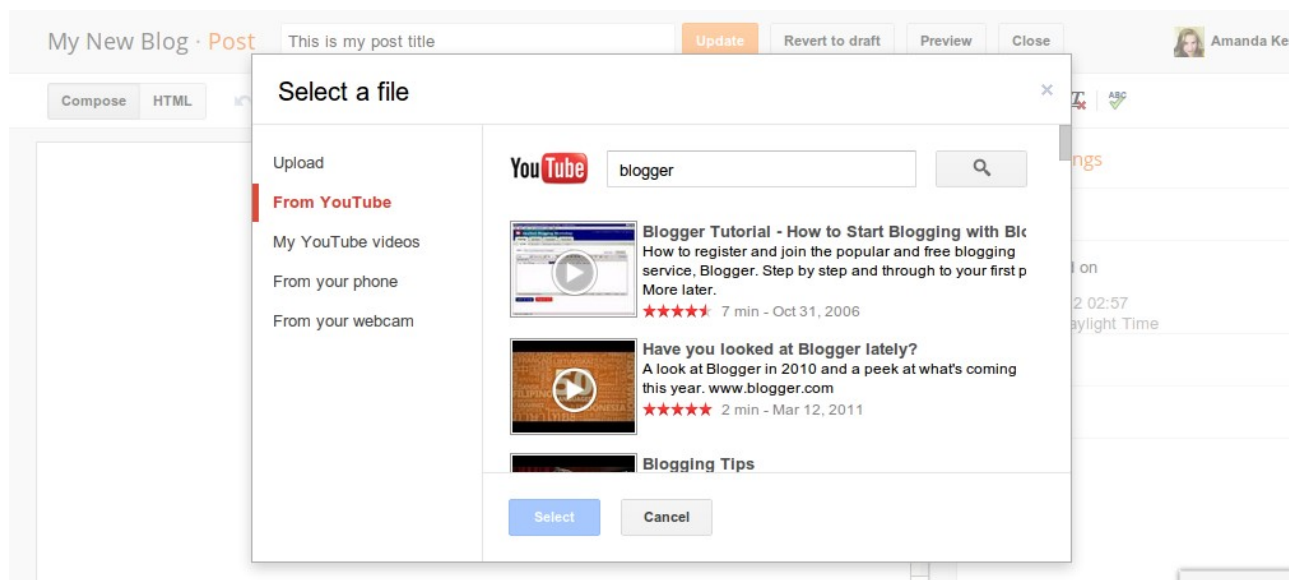 My New Blog · Post
This is my post title
Update
Revert to draft
Preview
Close
Amanda Ke
Compose
HTML
ABC
Select a file
×
Upload
From YouTube
My YouTube videos
From your phone
From your webcam
YouTube
blogger
Blogger Tutorial - How to Start Blogging with Blo
How to register and join the popular and free blogging
service, Blogger. Step by step and through to your first p
More later.
7 min - Oct 31, 2006
Have you looked at Blogger lately?
A look at Blogger in 2010 and a peek at what's coming
this year. www.blogger.com
2 min - Mar 12, 2011
Blogging Tips
Select
Cancel
ngs
on
2 02:57
aylight Time